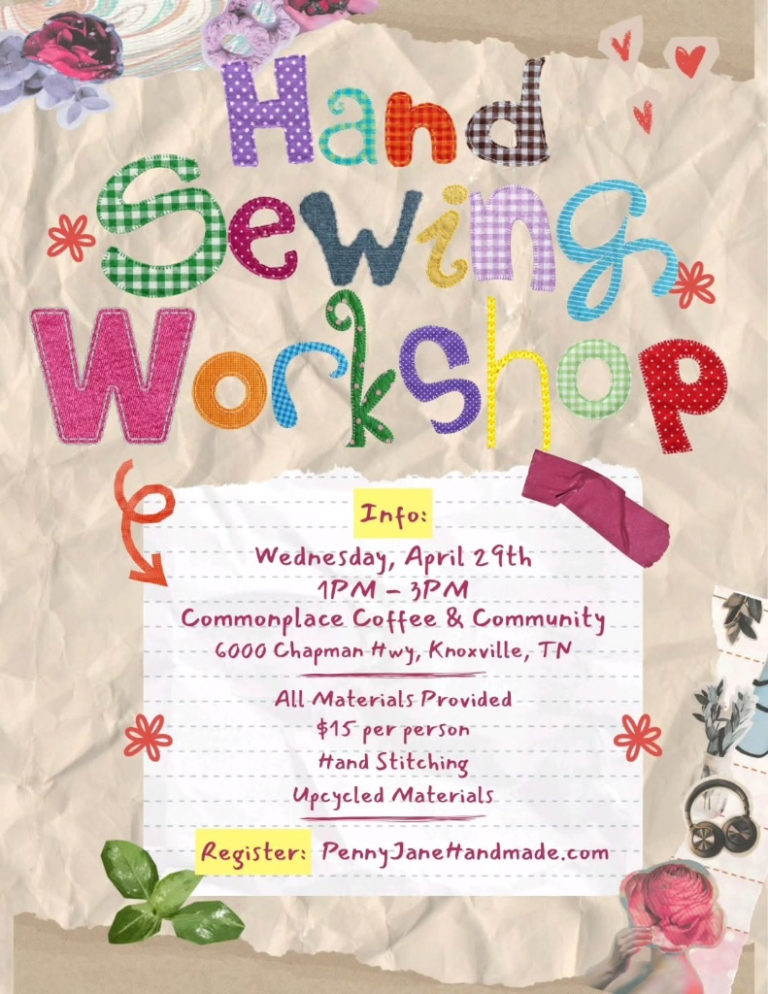 Hand
Sewing
Workshop
Info:
Wednesday, April 29th
1PM – 3PM
Commonplace Coffee & Community
6000 Chapman Hwy, Knoxville, TN
All Materials Provided
$15 per person
Hand Stitching
Upcycled Materials
Register: PennyJaneHandmade.com